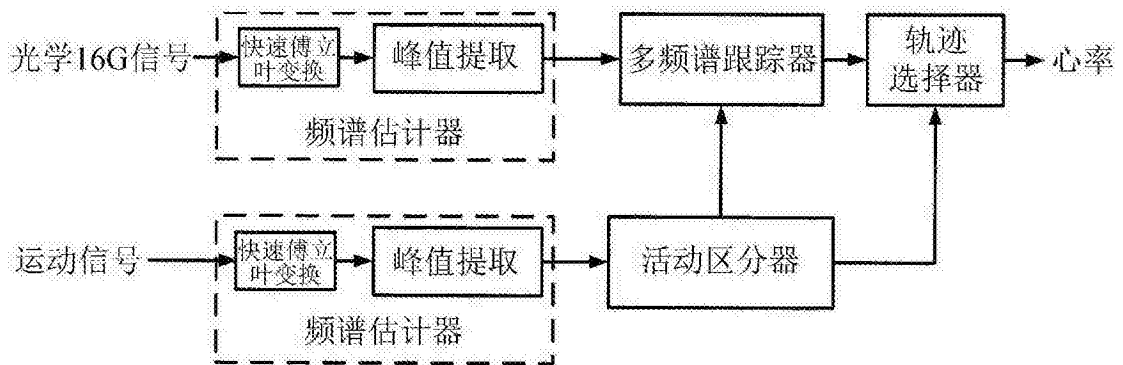 光学16G信号
快速傅立
叶变换
峰值提取
频谱估计器
多频谱跟踪器
轨迹
选择器
心率
运动信号
快速傅立
叶变换
峰值提取
频谱估计器
活动区分器